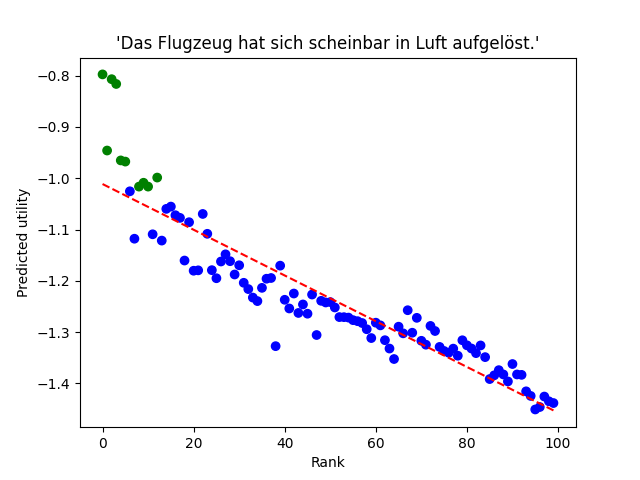 'Das Flugzeug hat sich scheinbar in Luft aufgelöst.'
−0.8
−0.9
−1.0
−1.1
−1.2
−1.3
−1.4
Predicted utility
0 20 40 60 80 100
Rank